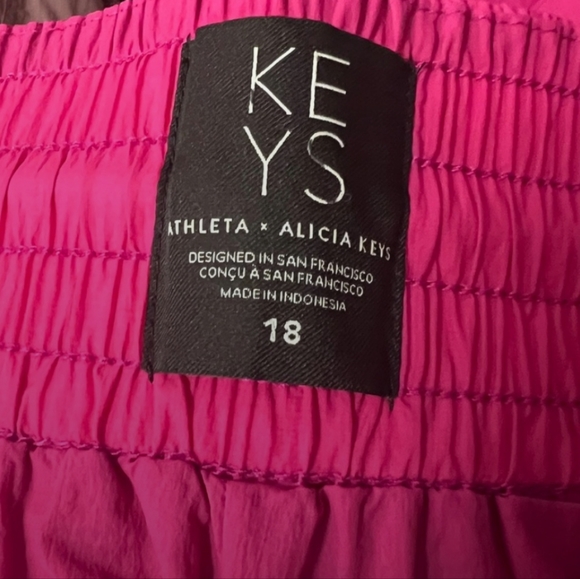 KE
YS
ATHLETA × ALICIA KEYS
DESIGNED IN SAN FRANCISCO
CONÇU À SAN FRANCISCO
MADE IN INDONESIA
18